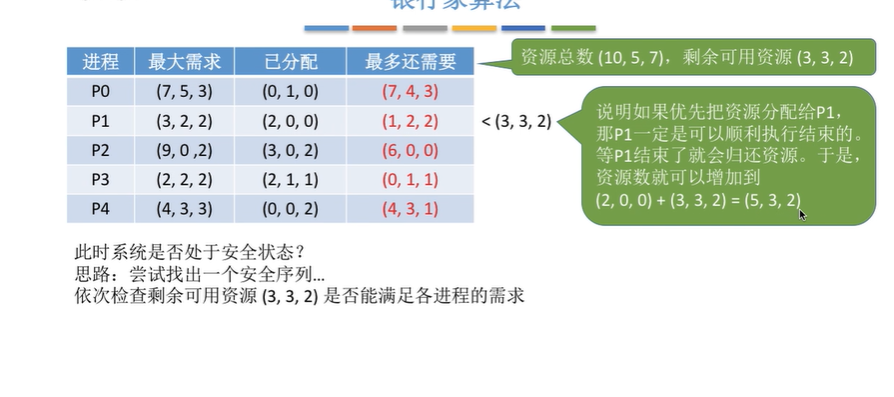 银行家算法
进程 最大需求 已分配 最多还需要
P0 (7, 5, 3) (0, 1, 0) (7, 4, 3)
P1 (3, 2, 2) (2, 0, 0) (1, 2, 2)
P2 (9, 0 ,2) (3, 0, 2) (6, 0, 0)
P3 (2, 2, 2) (2, 1, 1) (0, 1, 1)
P4 (4, 3, 3) (0, 0, 2) (4, 3, 1)
资源总数 (10, 5, 7)，剩余可用资源 (3, 3, 2)
< (3, 3, 2)
说明如果优先把资源分配给P1，
那P1一定是可以顺利执行结束的。
等P1结束了就会归还资源。于是，
资源数就可以增加到
(2, 0, 0) + (3, 3, 2) = (5, 3, 2)
此时系统是否处于安全状态？
思路：尝试找出一个安全序列...
依次检查剩余可用资源 (3, 3, 2) 是否能满足各进程的需求